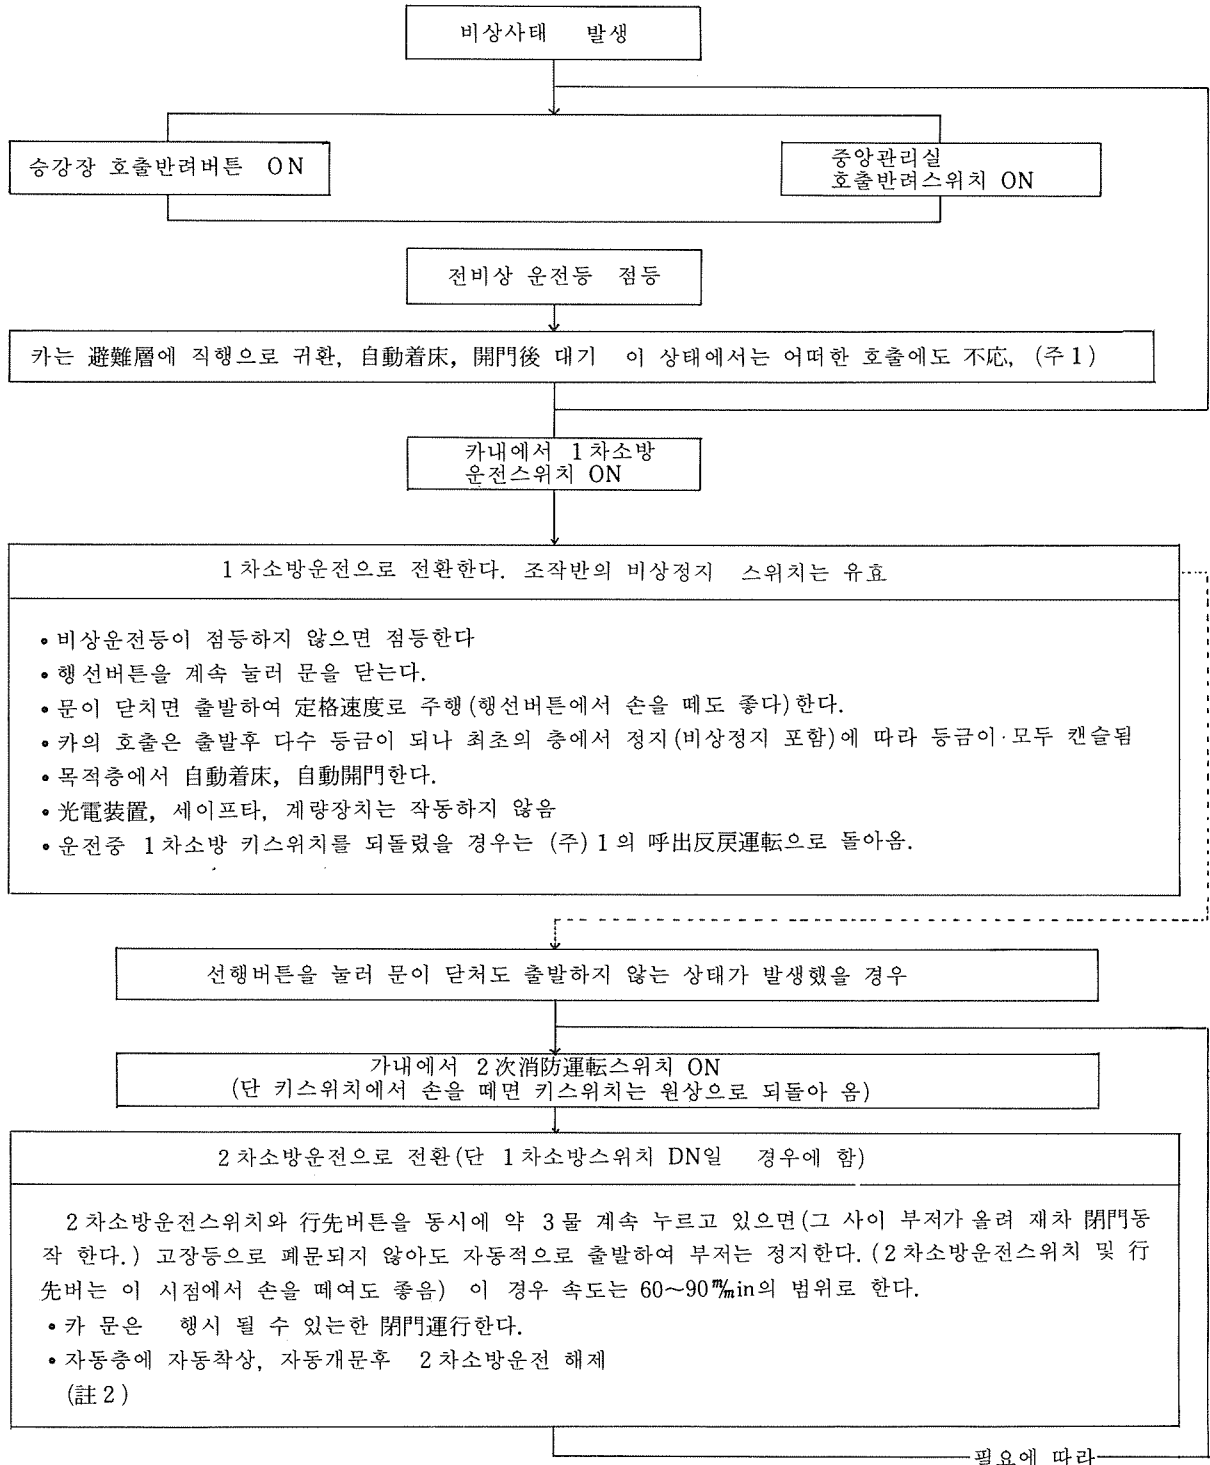 비상사태 발생
승강장 호출반려버튼 ON
중앙관리실
호출반려스위치 ON
전비상 운전등 점등
카는 避難層에 직행으로 귀환, 自動着床, 開門後 대기 이 상태에서는 어떠한 호출에도 不応, (주1)
카내에서 1차소방
운전스위치 ON
1차소방운전으로 전환한다. 조작반의 비상정지 스위치는 유효
• 비상운전등이 점등하지 않으면 점등한다
• 행선버튼을 계속 눌러 문을 닫는다.
• 문이 닫치면 출발하여 定格速度로 주행(행선버튼에서 손을 떼도 좋다)한다.
• 카의 호출은 출발후 다수 등금이 되나 최초의 층에서 정지(비상정지 포함)에 따라 등금이 모두 캔슬됨
• 목적층에서 自動着床, 自動開門한다.
• 光電装置, 세이프타, 계량장치는 작동하지 않음
• 운전중 1차소방 키스위치를 되돌렸을 경우는 (주)1의 呼出反戻運転으로 돌아옴.
선행버튼을 눌러 문이 닫처도 출발하지 않는 상태가 발생했을 경우
가내에서 2次消防運転스위치 ON
(단 키스위치에서 손을 떼면 키스위치는 원상으로 되돌아 옴)
2차소방운전으로 전환(단 1차소방스위치 DN일 경우에 함)
2차소방운전스위치와 行先버튼을 동시에 약 3물 계속 누르고 있으면(그 사이 부저가 올려 재차 閉門동
작 한다.) 고장등으로 폐문되지 않아도 자동적으로 출발하여 부저는 정지한다. (2차소방운전스위치 및 行
先버는 이 시점에서 손을 떼여도 좋음) 이 경우 속도는 60~90㎧min의 범위로 한다.
• 카 문은 행시 될 수 있는한 閉門運行한다.
• 자동층에 자동착상, 자동개문후 2차소방운전 해제
(註2)
필요에 따라